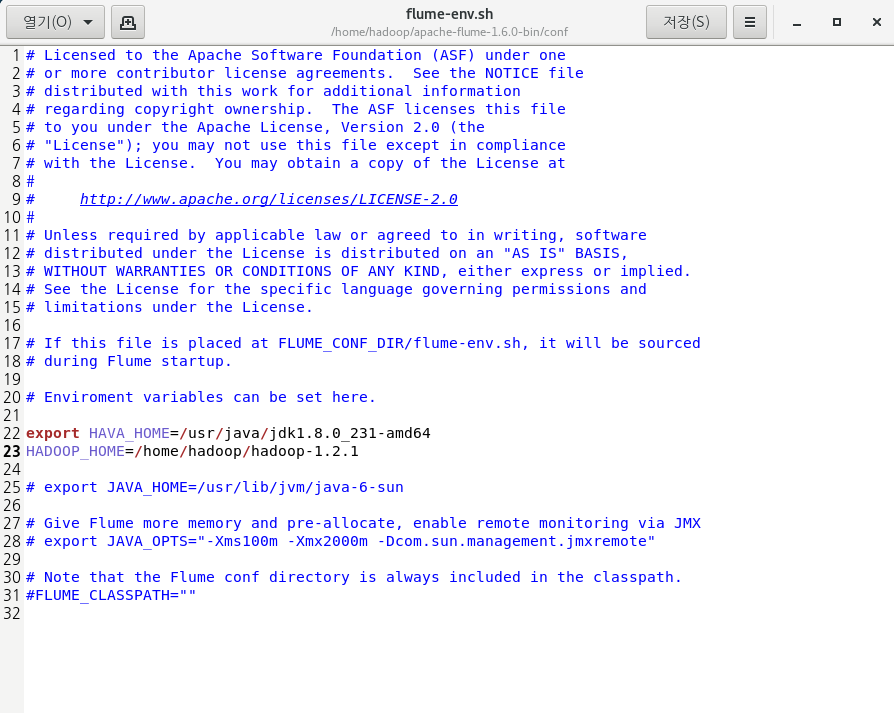 열기(O)
flume-env.sh
/home/hadoop/apache-flume-1.6.0-bin/conf
저장(S)
1 # Licensed to the Apache Software Foundation (ASF) under one
2 # or more contributor license agreements.  See the NOTICE file
3 # distributed with this work for additional information
4 # regarding copyright ownership.  The ASF licenses this file
5 # to you under the Apache License, Version 2.0 (the
6 # "License"); you may not use this file except in compliance
7 # with the License.  You may obtain a copy of the License at
8 #
9 #     http://www.apache.org/licenses/LICENSE-2.0
10 #
11 # Unless required by applicable law or agreed to in writing, software
12 # distributed under the License is distributed on an "AS IS" BASIS,
13 # WITHOUT WARRANTIES OR CONDITIONS OF ANY KIND, either express or implied.
14 # See the License for the specific language governing permissions and
15 # limitations under the License.
16
17 # If this file is placed at FLUME_CONF_DIR/flume-env.sh, it will be sourced
18 # during Flume startup.
19
20 # Enviroment variables can be set here.
21
22 export HAVA_HOME=/usr/java/jdk1.8.0_231-amd64
23 HADOOP_HOME=/home/hadoop/hadoop-1.2.1
24
25 # export JAVA_HOME=/usr/lib/jvm/java-6-sun
26
27 # Give Flume more memory and pre-allocate, enable remote monitoring via JMX
28 # export JAVA_OPTS="-Xms100m -Xmx2000m -Dcom.sun.management.jmxremote"
29
30 # Note that the Flume conf directory is always included in the classpath.
31 #FLUME_CLASSPATH=""
32